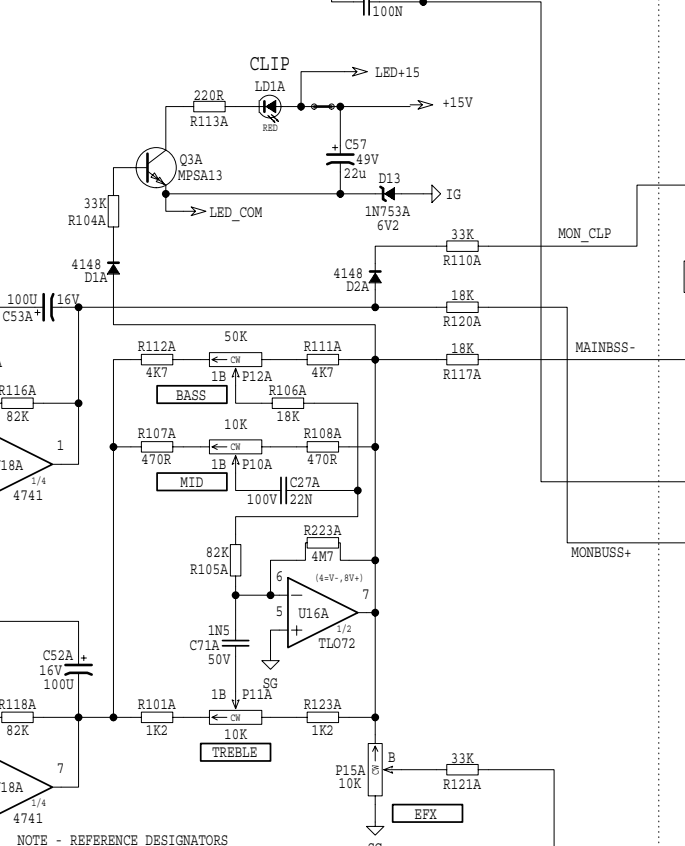 100N
CLIP
LED+15
LD1A
220R
+15V
R113A
RED
C57
Q3A
+
49V
MPSA13
22u
D13
IG
33K
R104A
LED_COM
1N753A
6V2
33K
MON_CLP
R110A
4148
D1A
4148
D2A
100U
16V
C53A
+
18K
R120A
50K
R112A
CW
R111A
18K
MAINBSS-
4K7
1B
P12A
4K7
R117A
R116A
BASS
R106A
82K
18K
10K
R107A
CW
R108A
1
470R
1B
P10A
470R
18A
1/4
4741
MID
C27A
100V
22N
R223A
4M7
82K
R105A
MONBUSS+
6
(4=V-,8V+)
7
−
5
U16A
+
1/2
TLO72
1N5
C71A
50V
SG
C52A
+
16V
100U
1B
P11A
R118A
R101A
CW
R123A
82K
1K2
10K
1K2
TREBLE
7
P15A
10K
CW
B
33K
R121A
18A
1/4
4741
EFX
NOTE - REFERENCE DESIGNATORS